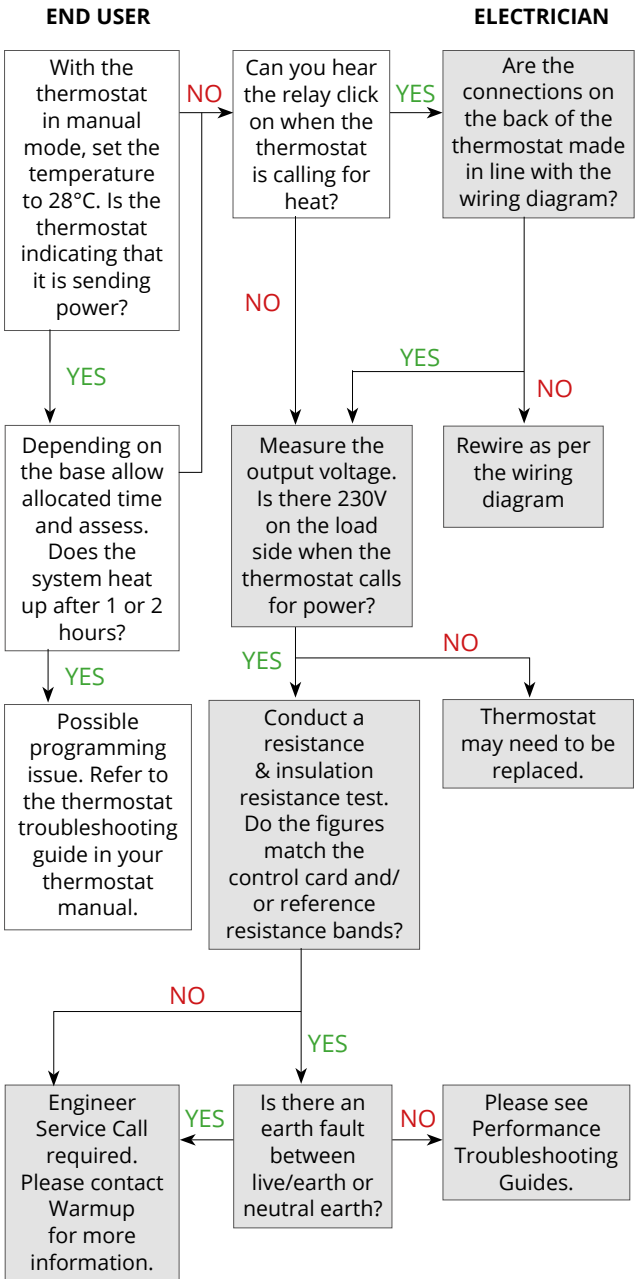 END USER
ELECTRICIAN
With the
thermostat
in manual
mode, set the
temperature
to 28°C. Is the
thermostat
indicating that
it is sending
power?
NO
Can you hear
the relay click
on when the
thermostat
is calling for
heat?
YES
Are the
connections on
the back of the
thermostat made
in line with the
wiring diagram?
NO
YES
YES
NO
Depending on
the base allow
allocated time
and assess.
Does the
system heat
up after 1 or 2
hours?
Measure the
output voltage.
Is there 230V
on the load
side when the
thermostat calls
for power?
Rewire as per
the wiring
diagram
YES
YES
NO
Possible
programming
issue. Refer to
the thermostat
troubleshooting
guide in your
thermostat
manual.
Conduct a
resistance
& insulation
resistance test.
Do the figures
match the
control card and/
or reference
resistance bands?
Thermostat
may need to be
replaced.
NO
YES
Engineer
Service Call
required.
Please contact
Warmup
for more
information.
YES
Is there an
earth fault
between
live/earth or
neutral earth?
NO
Please see
Performance
Troubleshooting
Guides.